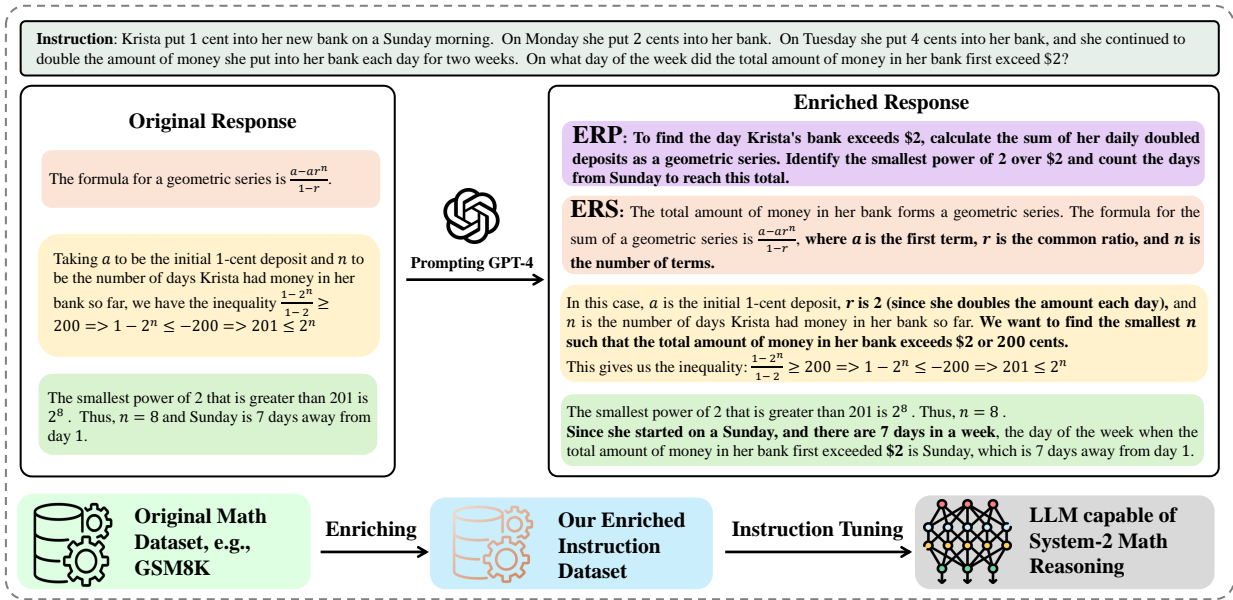 Instruction: Krista put 1 cent into her new bank on a Sunday morning. On Monday she put 2 cents into her bank. On Tuesday she put 4 cents into her bank, and she continued to
double the amount of money she put into her bank each day for two weeks. On what day of the week did the total amount of money in her bank first exceed $2?
Original Response
The formula for a geometric series is \frac{a-ar^n}{1-r}.
Taking a to be the initial 1-cent deposit and n to
be the number of days Krista had money in her
bank so far, we have the inequality \frac{1-2^n}{1-2} ≥
200 => 1 − 2^n ≤ −200 => 201 ≤ 2^n
The smallest power of 2 that is greater than 201 is
2^8 . Thus, n = 8 and Sunday is 7 days away from
day 1.
Prompting GPT-4
Enriched Response
ERP: To find the day Krista's bank exceeds $2, calculate the sum of her daily doubled
deposits as a geometric series. Identify the smallest power of 2 over $2 and count the days
from Sunday to reach this total.
ERS: The total amount of money in her bank forms a geometric series. The formula for the
sum of a geometric series is \frac{a-ar^n}{1-r}, where a is the first term, r is the common ratio, and n is
the number of terms.
In this case, a is the initial 1-cent deposit, r is 2 (since she doubles the amount each day), and
n is the number of days Krista had money in her bank so far. We want to find the smallest n
such that the total amount of money in her bank exceeds $2 or 200 cents.
This gives us the inequality: \frac{1-2^n}{1-2} ≥ 200 => 1 − 2^n ≤ −200 => 201 ≤ 2^n
The smallest power of 2 that is greater than 201 is 2^8 . Thus, n = 8 .
Since she started on a Sunday, and there are 7 days in a week, the day of the week when the
total amount of money in her bank first exceeded $2 is Sunday, which is 7 days away from day 1.
Original Math
Dataset, e.g.,
GSM8K
Enriching
Our Enriched
Instruction
Dataset
Instruction Tuning
LLM capable of
System-2 Math
Reasoning